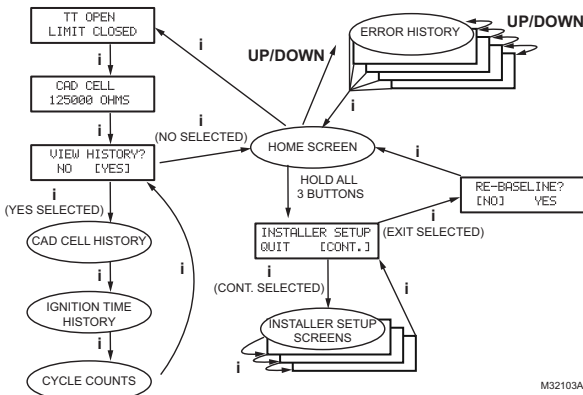 TT OPEN
LIMIT CLOSED
i
CAD CELL
125000 OHMS
i
VIEW HISTORY?
NO [YES]
i
(YES SELECTED)
CAD CELL HISTORY
i
IGNITION TIME
HISTORY
i
CYCLE COUNTS
i
i
(NO SELECTED)
i
UP/DOWN
ERROR HISTORY
UP/DOWN
i
HOME SCREEN
HOLD ALL
3 BUTTONS
i
RE-BASELINE?
[NO] YES
INSTALLER SETUP
QUIT [CONT.]
i
(EXIT SELECTED)
i
(CONT. SELECTED)
i
INSTALLER SETUP
SCREENS
i
M32103A